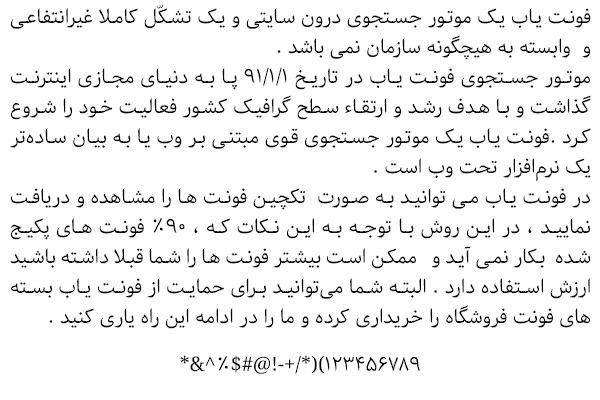 فونت یاب یک موتور جستجوی درون سایتی و یک تشکّل کاملا غیرانتفاعی
و وابسته به هیچگونه سازمان نمی باشد .
موتور جستجوی فونت یاب در تاریخ ۹۱/۱/۱ پا به دنیای مجازی اینترنت
گذاشت و با هدف رشد و ارتقاء سطح گرافیک کشور فعالیت خود را شروع
کرد .فونت یاب یک موتور جستجوی قوی مبتنی بر وب یا به بیان ساده‌تر
یک نرم‌افزار تحت وب است .
در فونت یاب می توانید به صورت تکچین فونت ها را مشاهده و دریافت
نمایید ، در این روش با توجه به این نکات که ، ۹۰٪ فونت های پکیج
شده بکار نمی آید و ممکن است بیشتر فونت ها را شما قبلا داشته باشید
ارزش استفاده دارد . البته شما می‌توانید برای حمایت از فونت یاب بسته
های فونت فروشگاه را خریداری کرده و ما را در ادامه این راه یاری کنید .
*&^٪$#@!-+/*)(۱۲۳۴۵۶۷۸۹